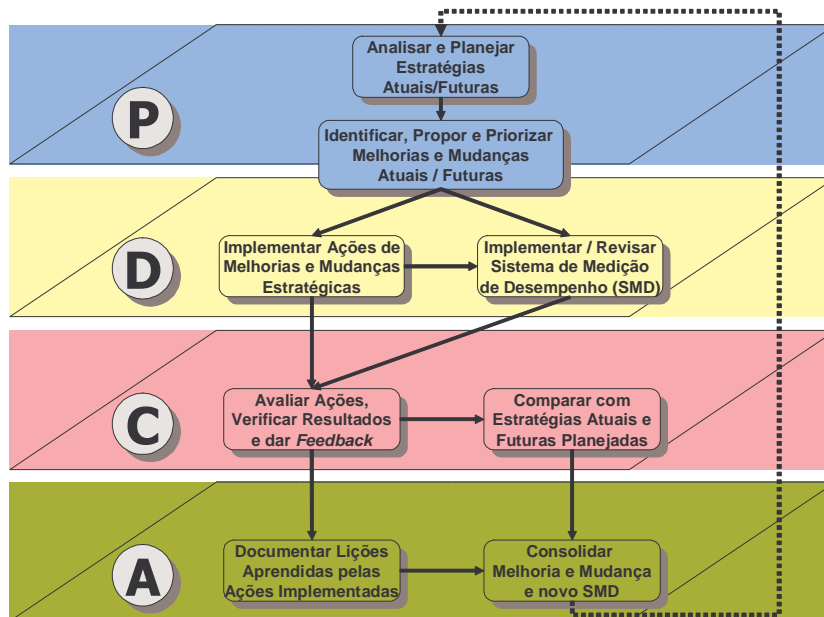 P
Analisar e Planejar
Estratégias
Atuais/Futuras
Identificar, Propor e Priorizar
Melhorias e Mudanças
Atuais / Futuras
D
Implementar Ações de
Melhorias e Mudanças
Estratégicas
Implementar / Revisar
Sistema de Medição
de Desempenho (SMD)
C
Avaliar Ações,
Verificar Resultados
e dar Feedback
Comparar com
Estratégias Atuais e
Futuras Planejadas
A
Documentar Lições
Aprendidas pelas
Ações Implementadas
Consolidar
Melhoria e Mudança
e novo SMD